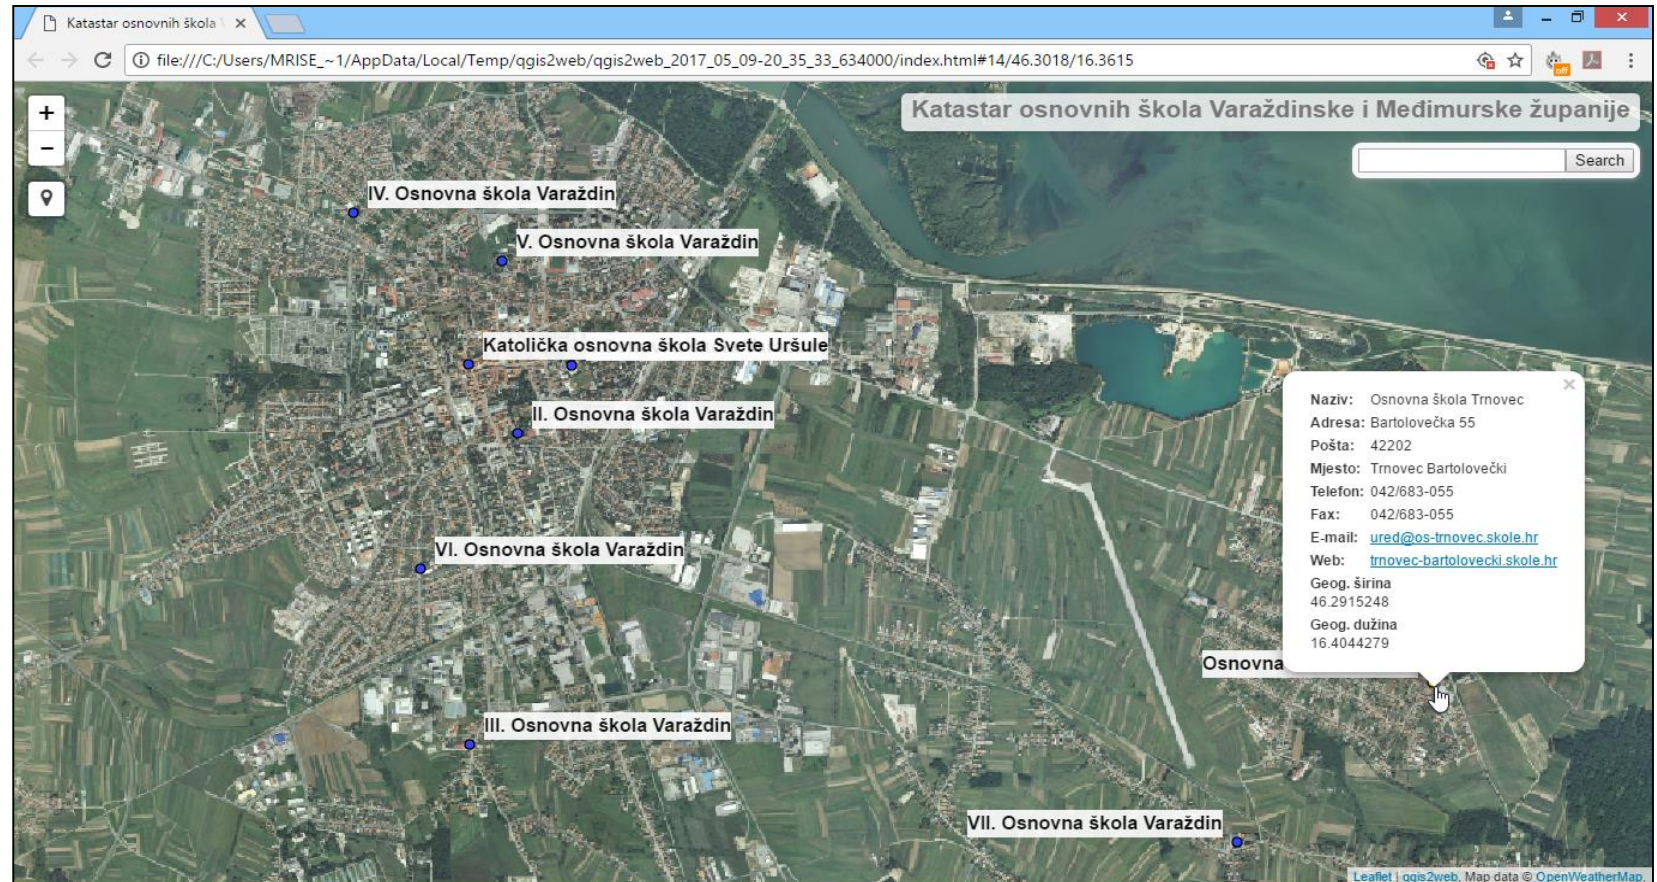 Katastar osnovnih škola V
file:///C:/Users/MRISE_~1/AppData/Local/Temp/qgis2web/qgis2web_2017_05_09-20_35_33_634000/index.html#14/46.3018/16.3615
off
+
Katastar osnovnih škola Varaždinske i Međimurske županije
−
Search
IV. Osnovna škola Varaždin
V. Osnovna škola Varaždin
Katolička osnovna škola Svete Uršule
II. Osnovna škola Varaždin
VI. Osnovna škola Varaždin
III. Osnovna škola Varaždin
VII. Osnovna škola Varaždin
Osnovna
×
Naziv: Osnovna škola Trnovec
Adresa: Bartolovečka 55
Pošta: 42202
Mjesto: Trnovec Bartolovečki
Telefon: 042/683-055
Fax: 042/683-055
E-mail: ured@os-trnovec.skole.hr
Web: trnovec-bartolovecki.skole.hr
Geog. širina
46.2915248
Geog. dužina
16.4044279
Leaflet | qgis2web. Map data © OpenWeatherMap.